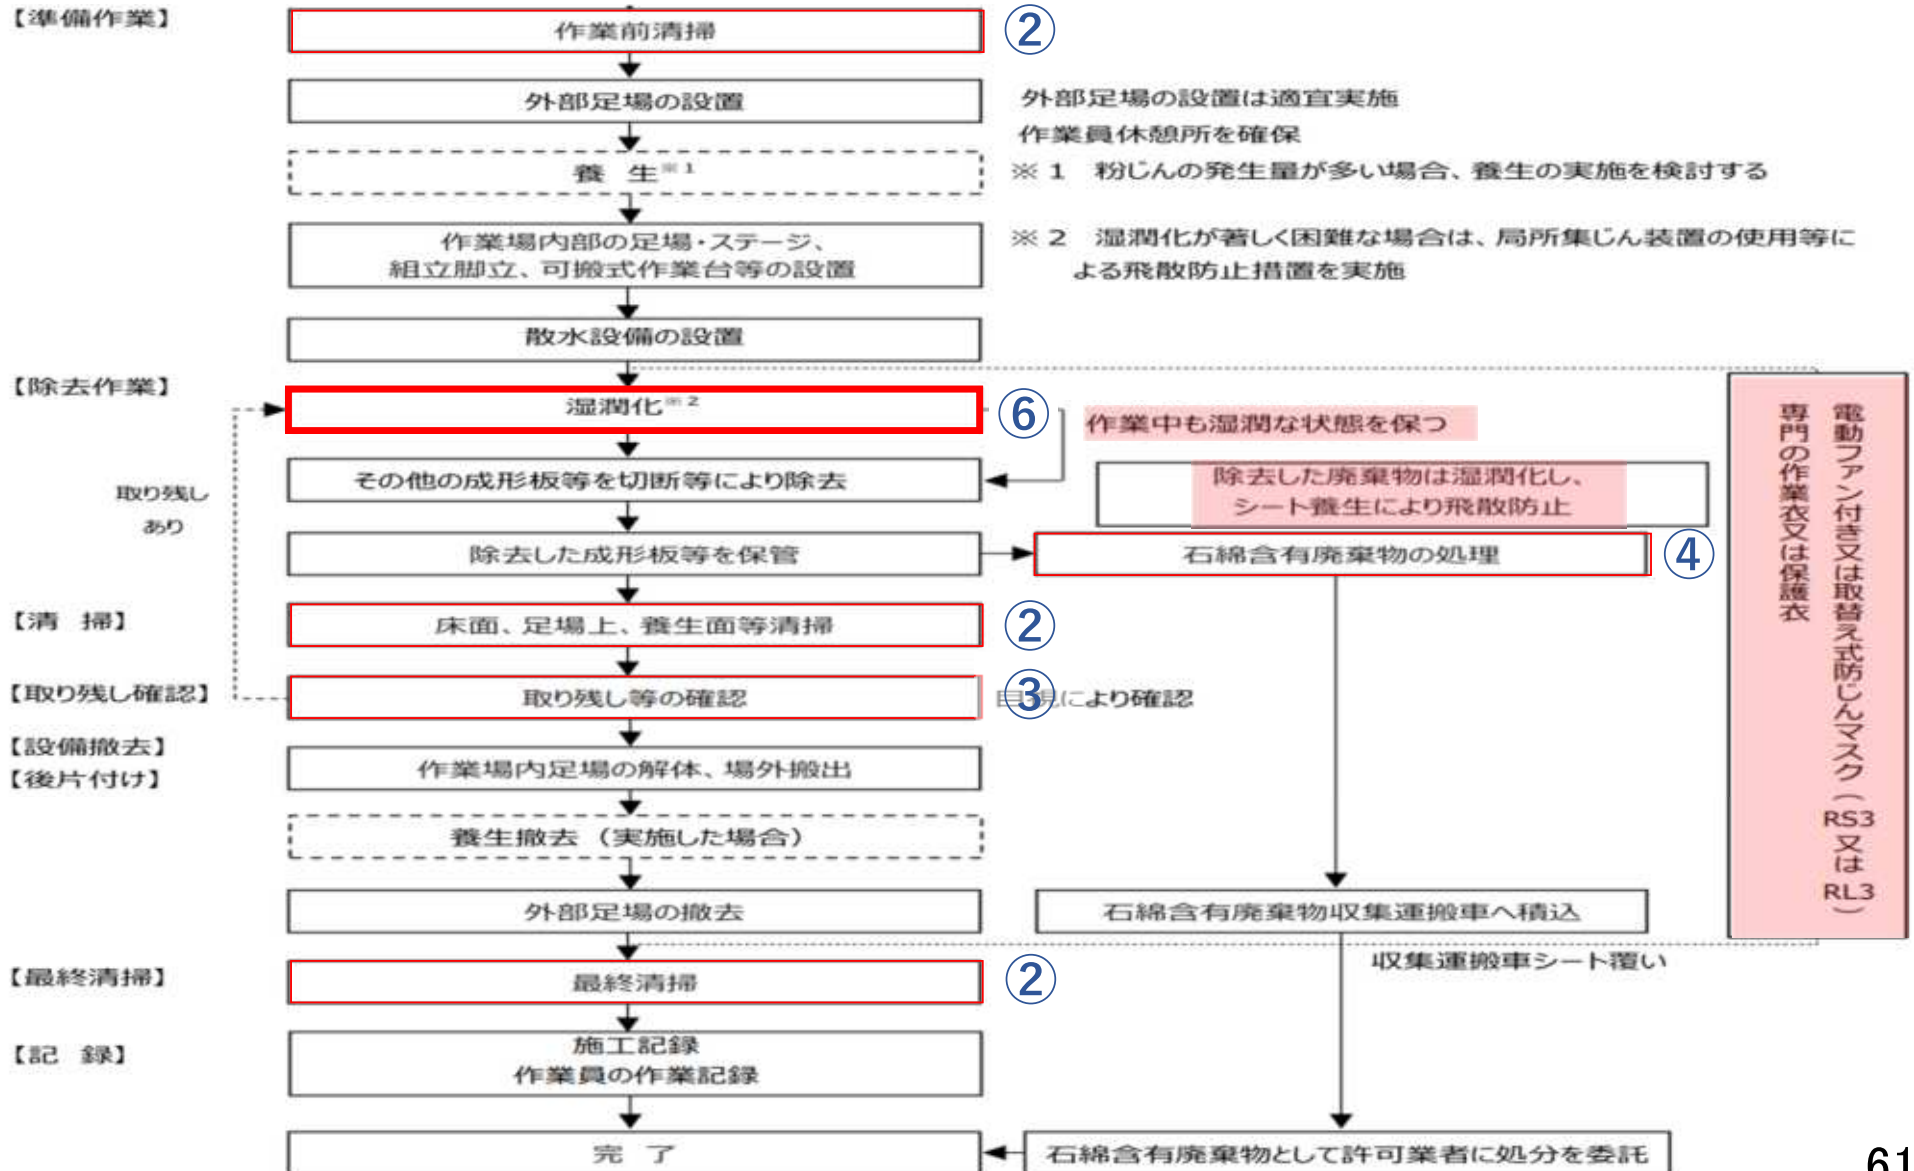 【準備作業】
作業前清掃
②
外部足場の設置
外部足場の設置は適宜実施
作業員休憩所を確保
養 生※1
※1 粉じんの発生量が多い場合、養生の実施を検討する
作業場内部の足場・ステージ、
組立脚立、可搬式作業台等の設置
※2 湿潤化が著しく困難な場合は、局所集じん装置の使用等に
よる飛散防止措置を実施
散水設備の設置
【除去作業】
湿潤化※2
⑥
作業中も湿潤な状態を保つ
その他の成形板等を切断等により除去
除去した廃棄物は湿潤化し、
シート養生により飛散防止
取り残し
あり
除去した成形板等を保管
石綿含有廃棄物の処理
④
電動ファン付き又は取替え式防じんマスク(RS3又はRL3)
専門の作業衣又は保護衣
【清 掃】
床面、足場上、養生面等清掃
②
【取り残し確認】
取り残し等の確認
③
目視により確認
【設備撤去】
【後片付け】
作業場内足場の解体、場外搬出
養生撤去(実施した場合)
外部足場の撤去
石綿含有廃棄物収集運搬車へ積込
収集運搬車シート覆い
【最終清掃】
最終清掃
②
【記 録】
施工記録
作業員の作業記録
完 了
石綿含有廃棄物として許可業者に処分を委託
61